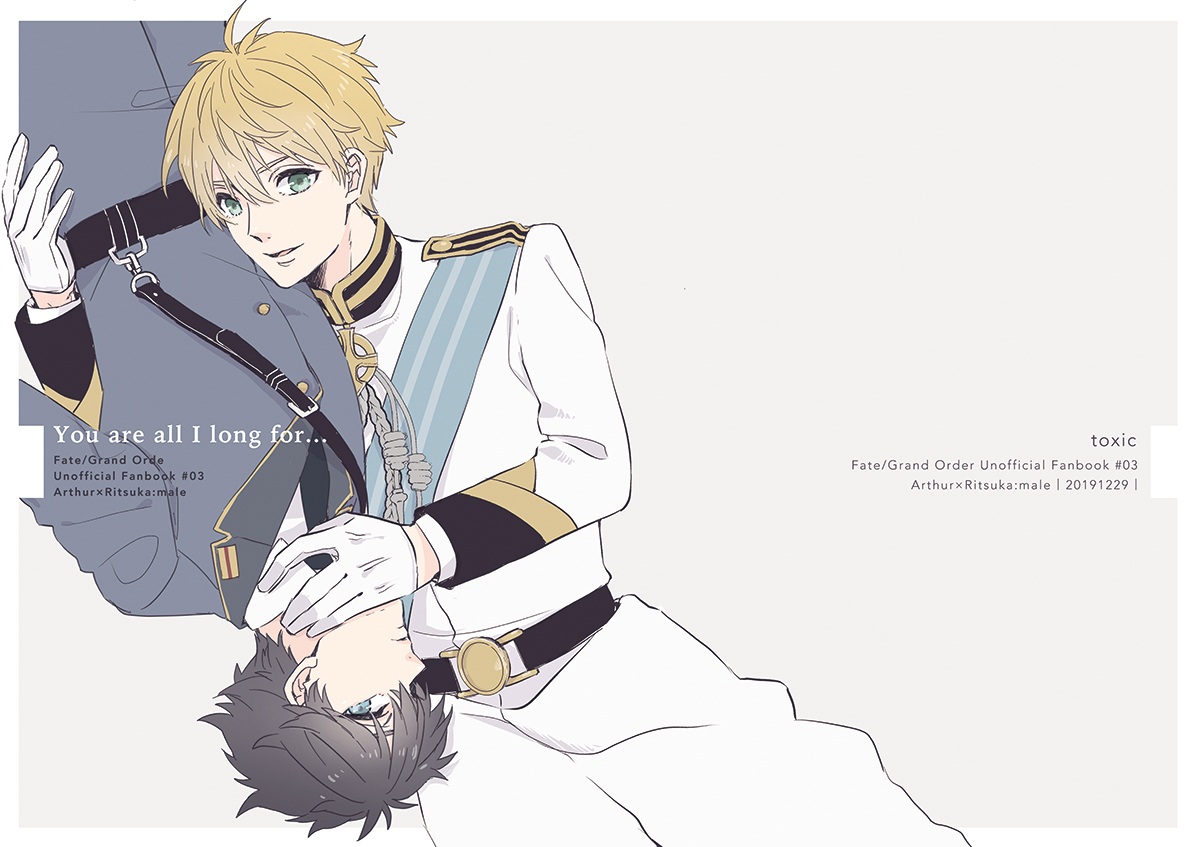 You are all I long for...
Fate/Grand Orde
Unofficial Fanbook #03
Arthur×Ritsuka:male
toxic
Fate/Grand Order Unofficial Fanbook #03
Arthur×Ritsuka:male | 20191229 |